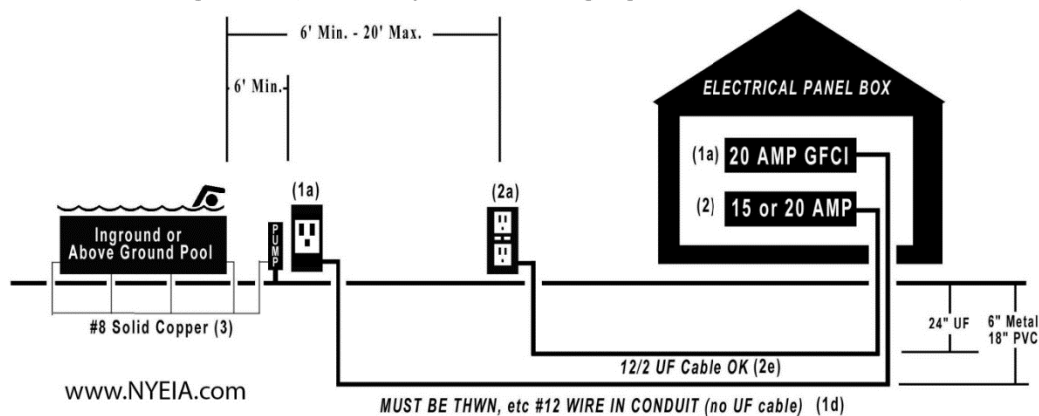 6' Min. - 20' Max.
6' Min.
ELECTRICAL PANEL BOX
(1a) 20 AMP GFCI
(2) 15 or 20 AMP
(1a)
(2a)
Inground or
Above Ground Pool
PUMP
#8 Solid Copper (3)
24" UF
6" Metal
18" PVC
12/2 UF Cable OK (2e)
www.NYEIA.com
MUST BE THWN, etc #12 WIRE IN CONDUIT (no UF cable) (1d)